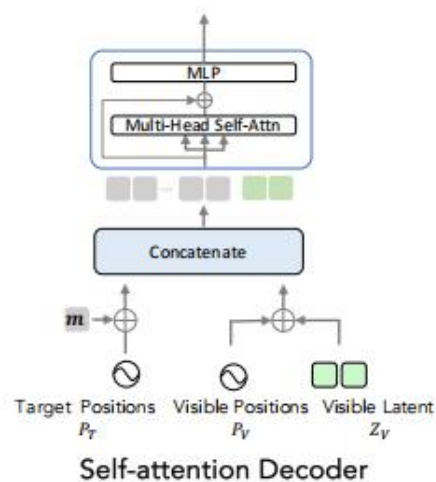 MLP
Multi-Head Self-Attn
Concatenate
m
Target Positions Visible Positions Visible Latent
P_T P_V Z_V
Self-attention Decoder